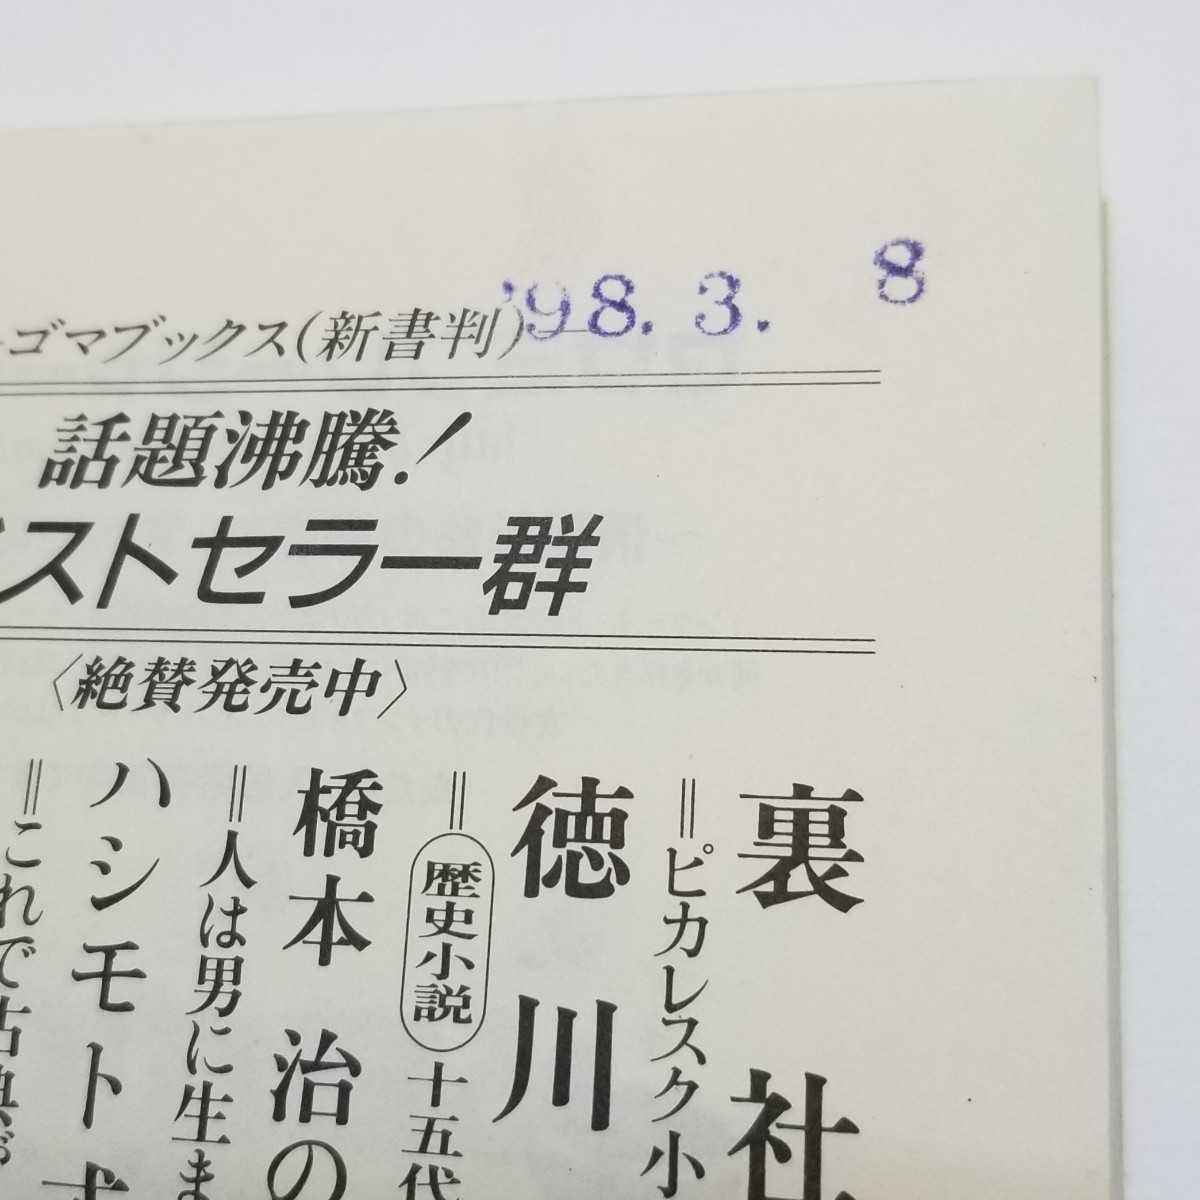 '98.3. 8
ゴマブックス(新書判)
話題沸騰!
ベストセラー群
〈絶賛発売中〉
裏 社
＝ピカレスク小
徳川
＝歴史小説 十五代
橋本 治の
＝人は男に生ま
ハシモト式
＝これで古典が